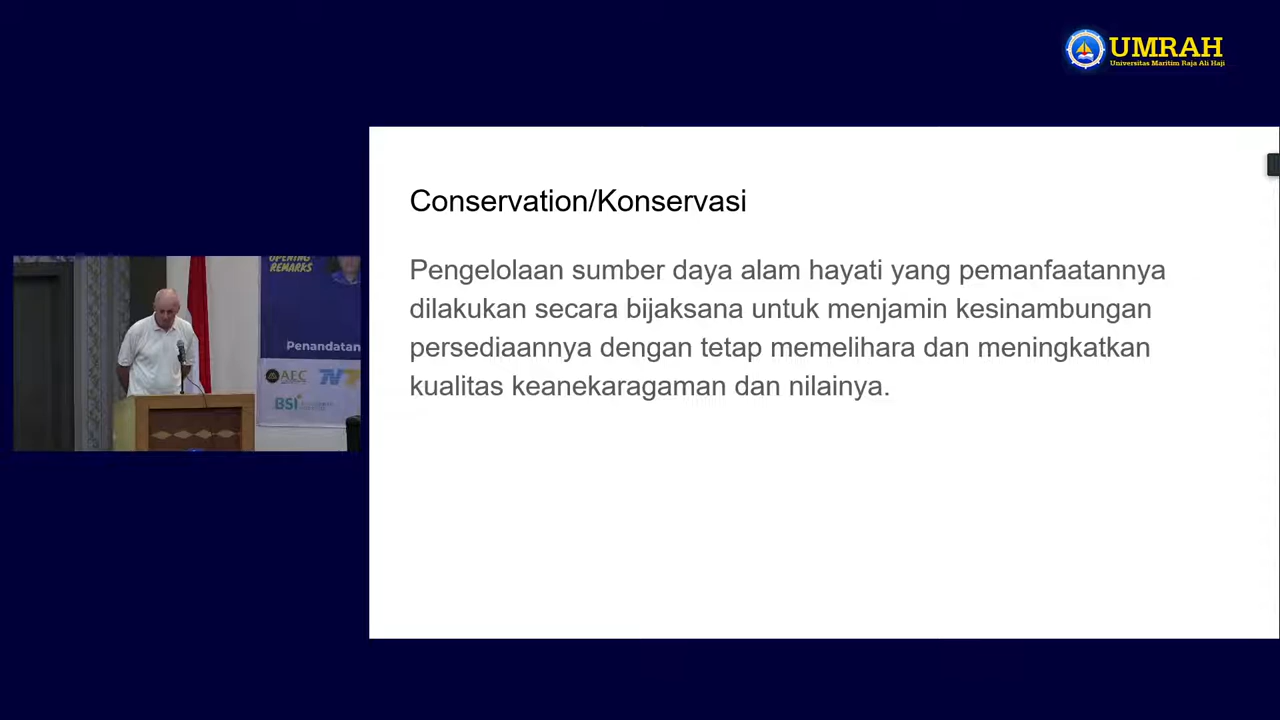 UMRAH
Universitas Maritim Raja Ali Haji
Conservation/Konservasi
Pengelolaan sumber daya alam hayati yang pemanfaatannya
dilakukan secara bijaksana untuk menjamin kesinambungan
persediaannya dengan tetap memelihara dan meningkatkan
kualitas keanekaragaman dan nilainya.
OPENING
REMARKS
Penandatan
AEC
BSI